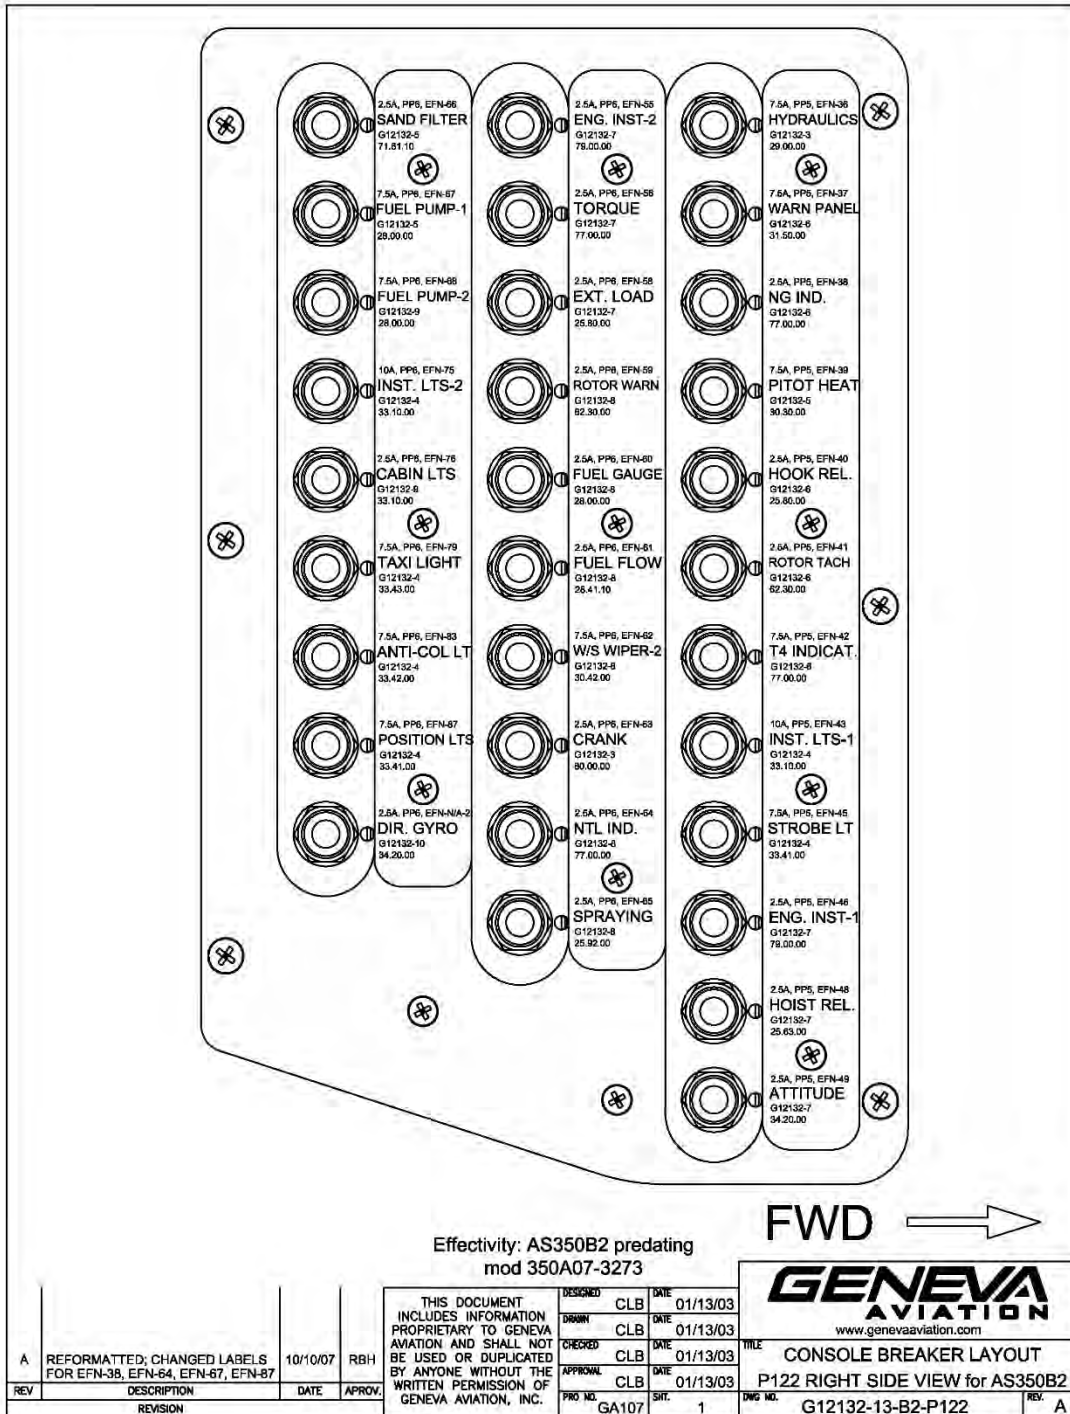 2.5A, PP6, EFN-66
SAND FILTER
G12132-5
71.61.10
7.5A, PP6, EFN-67
FUEL PUMP-1
G12132-5
28.00.00
7.5A, PP6, EFN-68
FUEL PUMP-2
G12132-9
28.00.00
10A, PP6, EFN-75
INST. LTS-2
G12132-4
33.10.00
2.5A, PP6, EFN-76
CABIN LTS
G12132-9
33.10.00
7.5A, PP6, EFN-79
TAXI LIGHT
G12132-4
33.43.00
7.5A, PP6, EFN-83
ANTI-COL LT
G12132-4
33.42.00
7.5A, PP6, EFN-87
POSITION LTS
G12132-4
33.41.00
2.5A, PP6, EFN-N/A-2
DIR. GYRO
G12132-10
34.20.00
2.5A, PP6, EFN-55
ENG. INST-2
G12132-7
79.00.00
2.5A, PP6, EFN-56
TORQUE
G12132-7
77.00.00
2.5A, PP6, EFN-58
EXT. LOAD
G12132-7
25.80.00
2.5A, PP6, EFN-59
ROTOR WARN
G12132-8
62.30.00
2.5A, PP6, EFN-60
FUEL GAUGE
G12132-8
28.00.00
2.5A, PP6, EFN-61
FUEL FLOW
G12132-8
28.41.10
7.5A, PP6, EFN-62
W/S WIPER-2
G12132-8
30.42.00
2.5A, PP6, EFN-63
CRANK
G12132-3
80.00.00
2.5A, PP6, EFN-64
NTL IND.
G12132-8
77.00.00
2.5A, PP6, EFN-65
SPRAYING
G12132-8
25.92.00
7.5A, PP5, EFN-36
HYDRAULICS
G12132-3
29.00.00
7.5A, PP5, EFN-37
WARN PANEL
G12132-6
31.50.00
2.5A, PP5, EFN-38
NG IND.
G12132-6
77.00.00
7.5A, PP5, EFN-39
PITOT HEAT
G12132-5
30.30.00
2.5A, PP5, EFN-40
HOOK REL.
G12132-6
25.80.00
2.5A, PP5, EFN-41
ROTOR TACH
G12132-6
62.30.00
7.5A, PP5, EFN-42
T4 INDICAT.
G12132-6
77.00.00
10A, PP5, EFN-43
INST. LTS-1
G12132-4
33.10.00
7.5A, PP5, EFN-45
STROBE LT
G12132-4
33.41.00
2.5A, PP5, EFN-46
ENG. INST-1
G12132-7
79.00.00
2.5A, PP5, EFN-48
HOIST REL.
G12132-7
25.63.00
2.5A, PP5, EFN-49
ATTITUDE
G12132-7
34.20.00
FWD
Effectivity: AS350B2 predating
mod 350A07-3273
A REFORMATTED; CHANGED LABELS FOR EFN-38, EFN-64, EFN-67, EFN-87 10/10/07 RBH
REV DESCRIPTION DATE APROV.
REVISION
THIS DOCUMENT
INCLUDES INFORMATION
PROPRIETARY TO GENEVA
AVIATION AND SHALL NOT
BE USED OR DUPLICATED
BY ANYONE WITHOUT THE
WRITTEN PERMISSION OF
GENEVA AVIATION, INC.
DESIGNED CLB DATE 01/13/03
DRAWN CLB DATE 01/13/03
CHECKED CLB DATE 01/13/03
APPROVAL CLB DATE 01/13/03
PRO NO. GA107 SHT. 1
GENEVA
AVIATION
www.genevaaviation.com
TITLE CONSOLE BREAKER LAYOUT
P122 RIGHT SIDE VIEW for AS350B2
DWG NO. G12132-13-B2-P122 REV. A